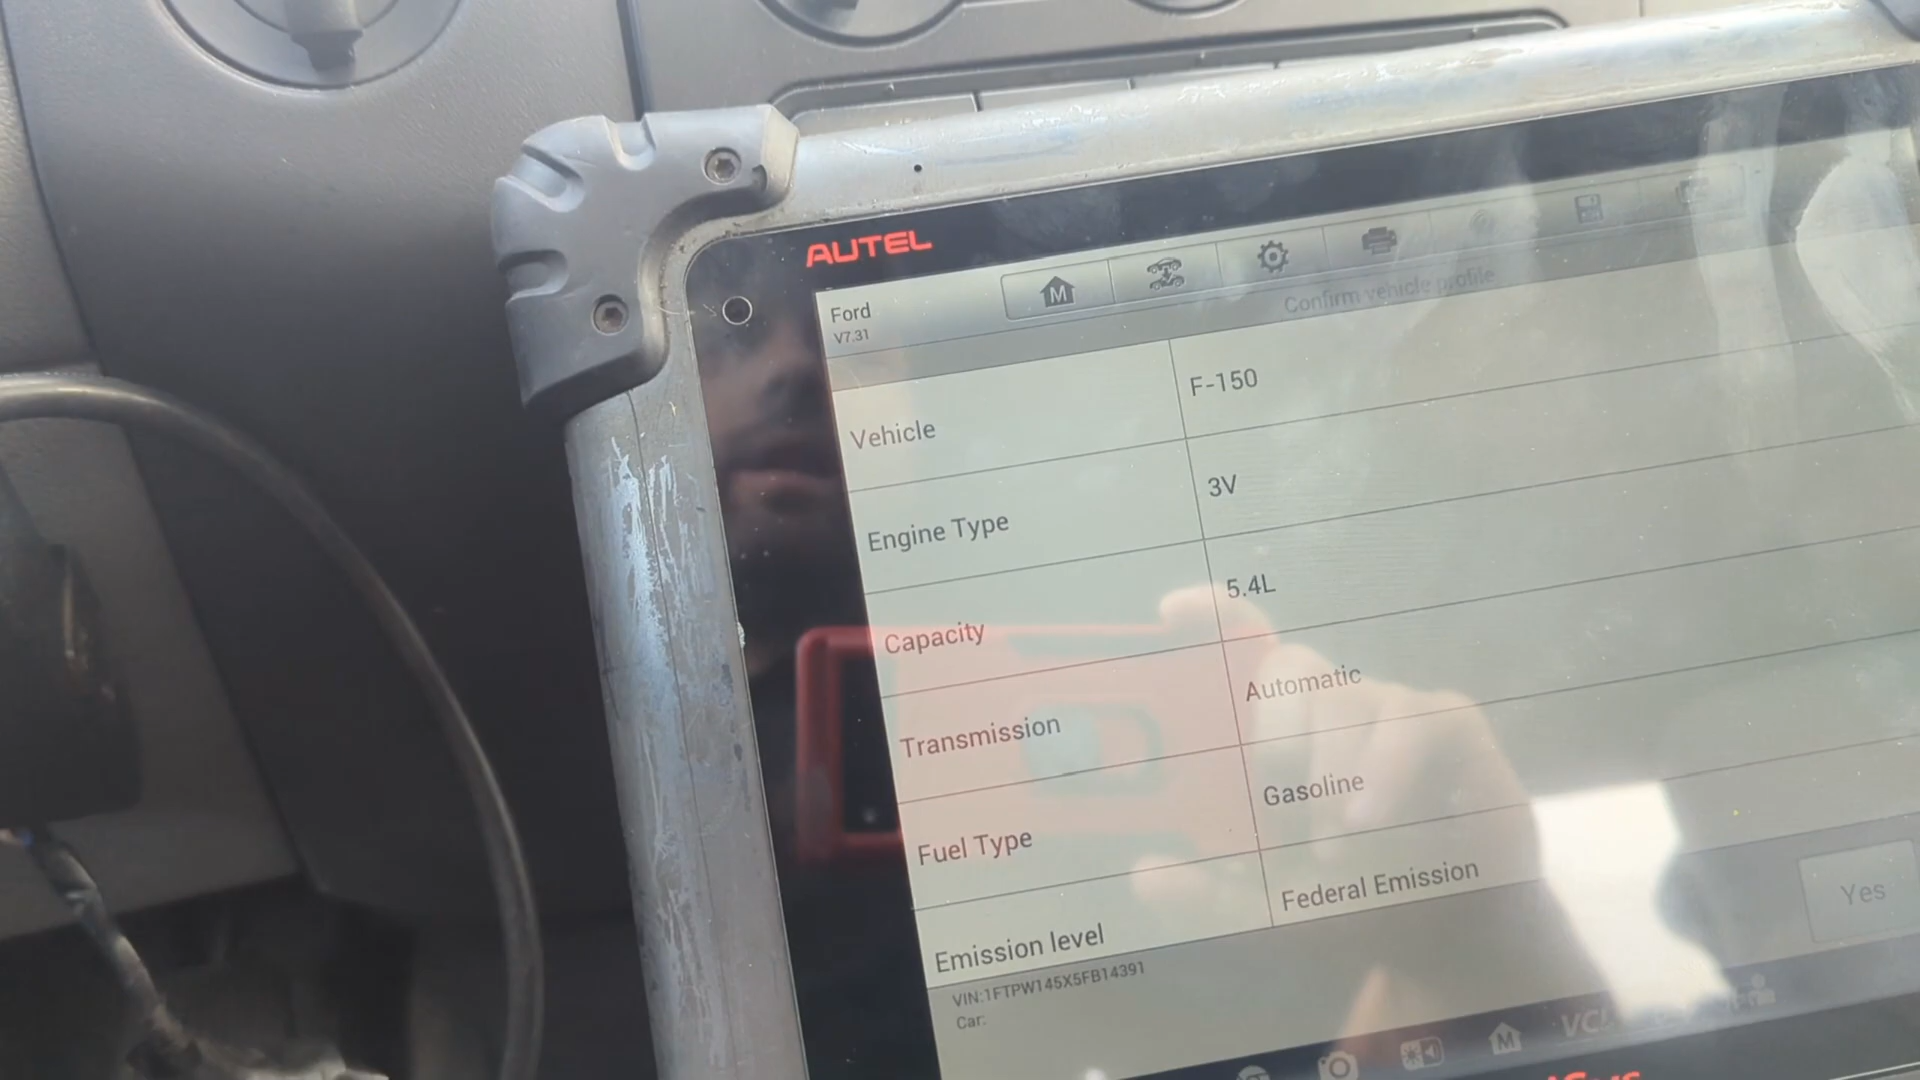 AUTEL
Ford
V7.31
M
Confirm vehicle profile
Vehicle F-150
Engine Type 3V
Capacity 5.4L
Transmission Automatic
Fuel Type Gasoline
Emission level Federal Emission
Yes
VIN:1FTPW145X5FB14391
Car:
M
VCI